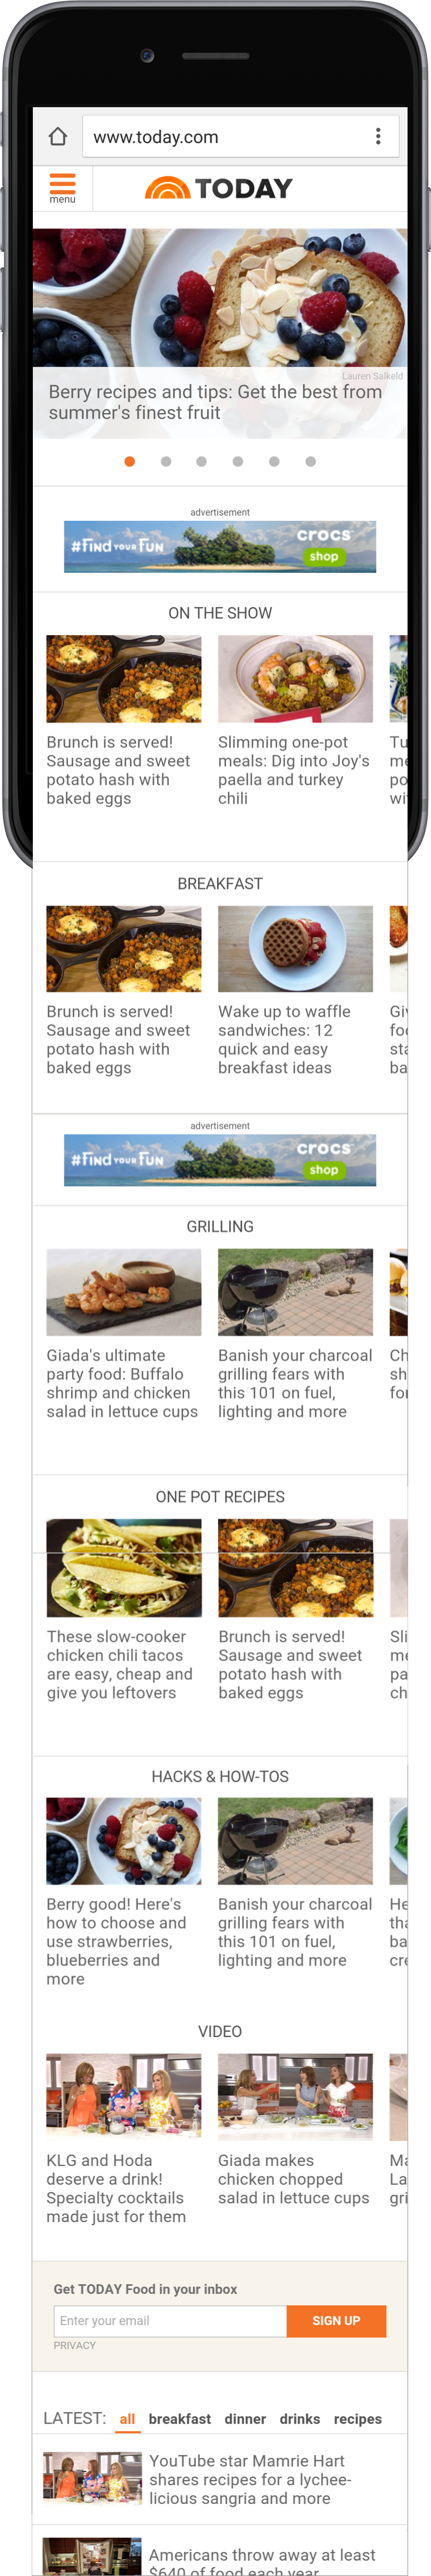 www.today.com
menu
TODAY
Lauren Salkeld
Berry recipes and tips: Get the best from
summer's finest fruit
advertisement
#FIND YOUR FUN
crocs
shop
ON THE SHOW
Brunch is served!
Sausage and sweet
potato hash with
baked eggs
Slimming one-pot
meals: Dig into Joy's
paella and turkey
chili
Tu
me
po
wi
BREAKFAST
Brunch is served!
Sausage and sweet
potato hash with
baked eggs
Wake up to waffle
sandwiches: 12
quick and easy
breakfast ideas
Giv
foo
sta
ba
advertisement
#FIND YOUR FUN
crocs
shop
GRILLING
Giada's ultimate
party food: Buffalo
shrimp and chicken
salad in lettuce cups
Banish your charcoal
grilling fears with
this 101 on fuel,
lighting and more
Ch
sh
for
ONE POT RECIPES
These slow-cooker
chicken chili tacos
are easy, cheap and
give you leftovers
Brunch is served!
Sausage and sweet
potato hash with
baked eggs
Sli
me
pa
ch
HACKS & HOW-TOS
Berry good! Here's
how to choose and
use strawberries,
blueberries and
more
Banish your charcoal
grilling fears with
this 101 on fuel,
lighting and more
He
tha
ba
cre
VIDEO
KLG and Hoda
deserve a drink!
Specialty cocktails
made just for them
Giada makes
chicken chopped
salad in lettuce cups
Ma
La
gri
Get TODAY Food in your inbox
Enter your email
SIGN UP
PRIVACY
LATEST: all breakfast dinner drinks recipes
YouTube star Mamrie Hart
shares recipes for a lychee-
licious sangria and more
Americans throw away at least
$640 of food each year